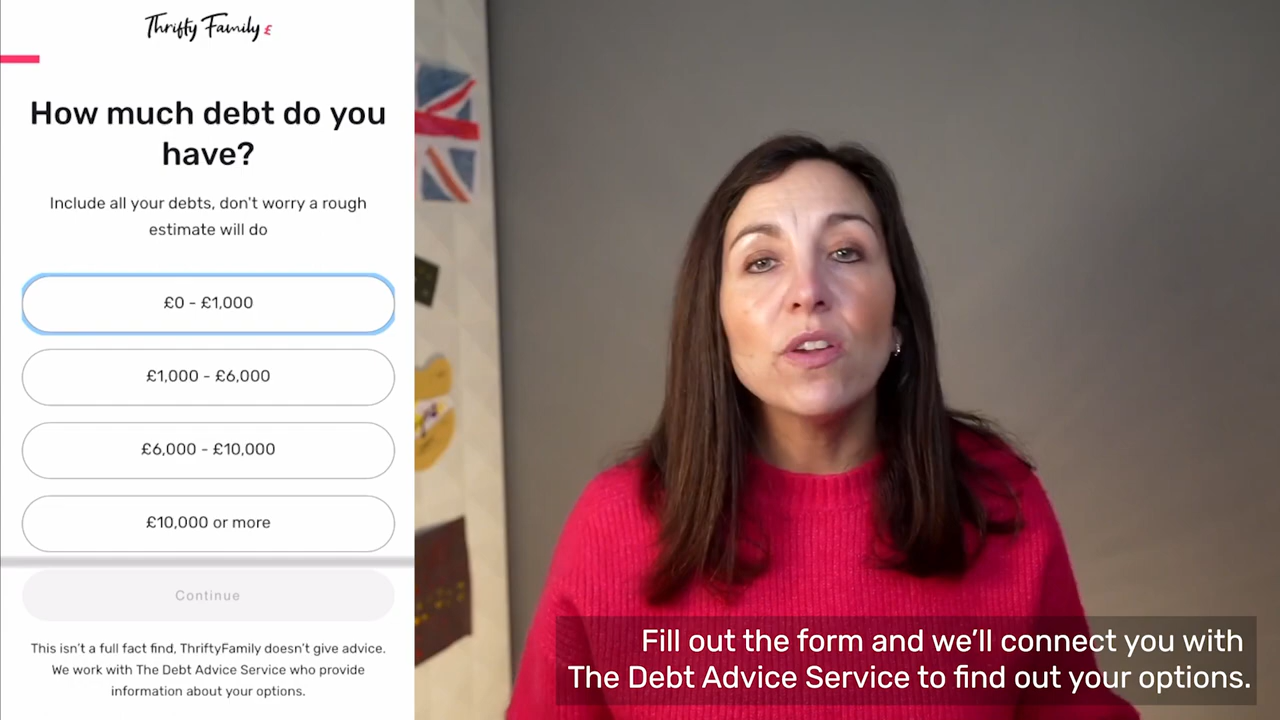 Thrifty Family £
How much debt do you
have?
Include all your debts, don't worry a rough
estimate will do
£0 - £1,000
£1,000 - £6,000
£6,000 - £10,000
£10,000 or more
Continue
This isn't a full fact find, ThriftyFamily doesn't give advice.
We work with The Debt Advice Service who provide
information about your options.
Fill out the form and we'll connect you with
The Debt Advice Service to find out your options.